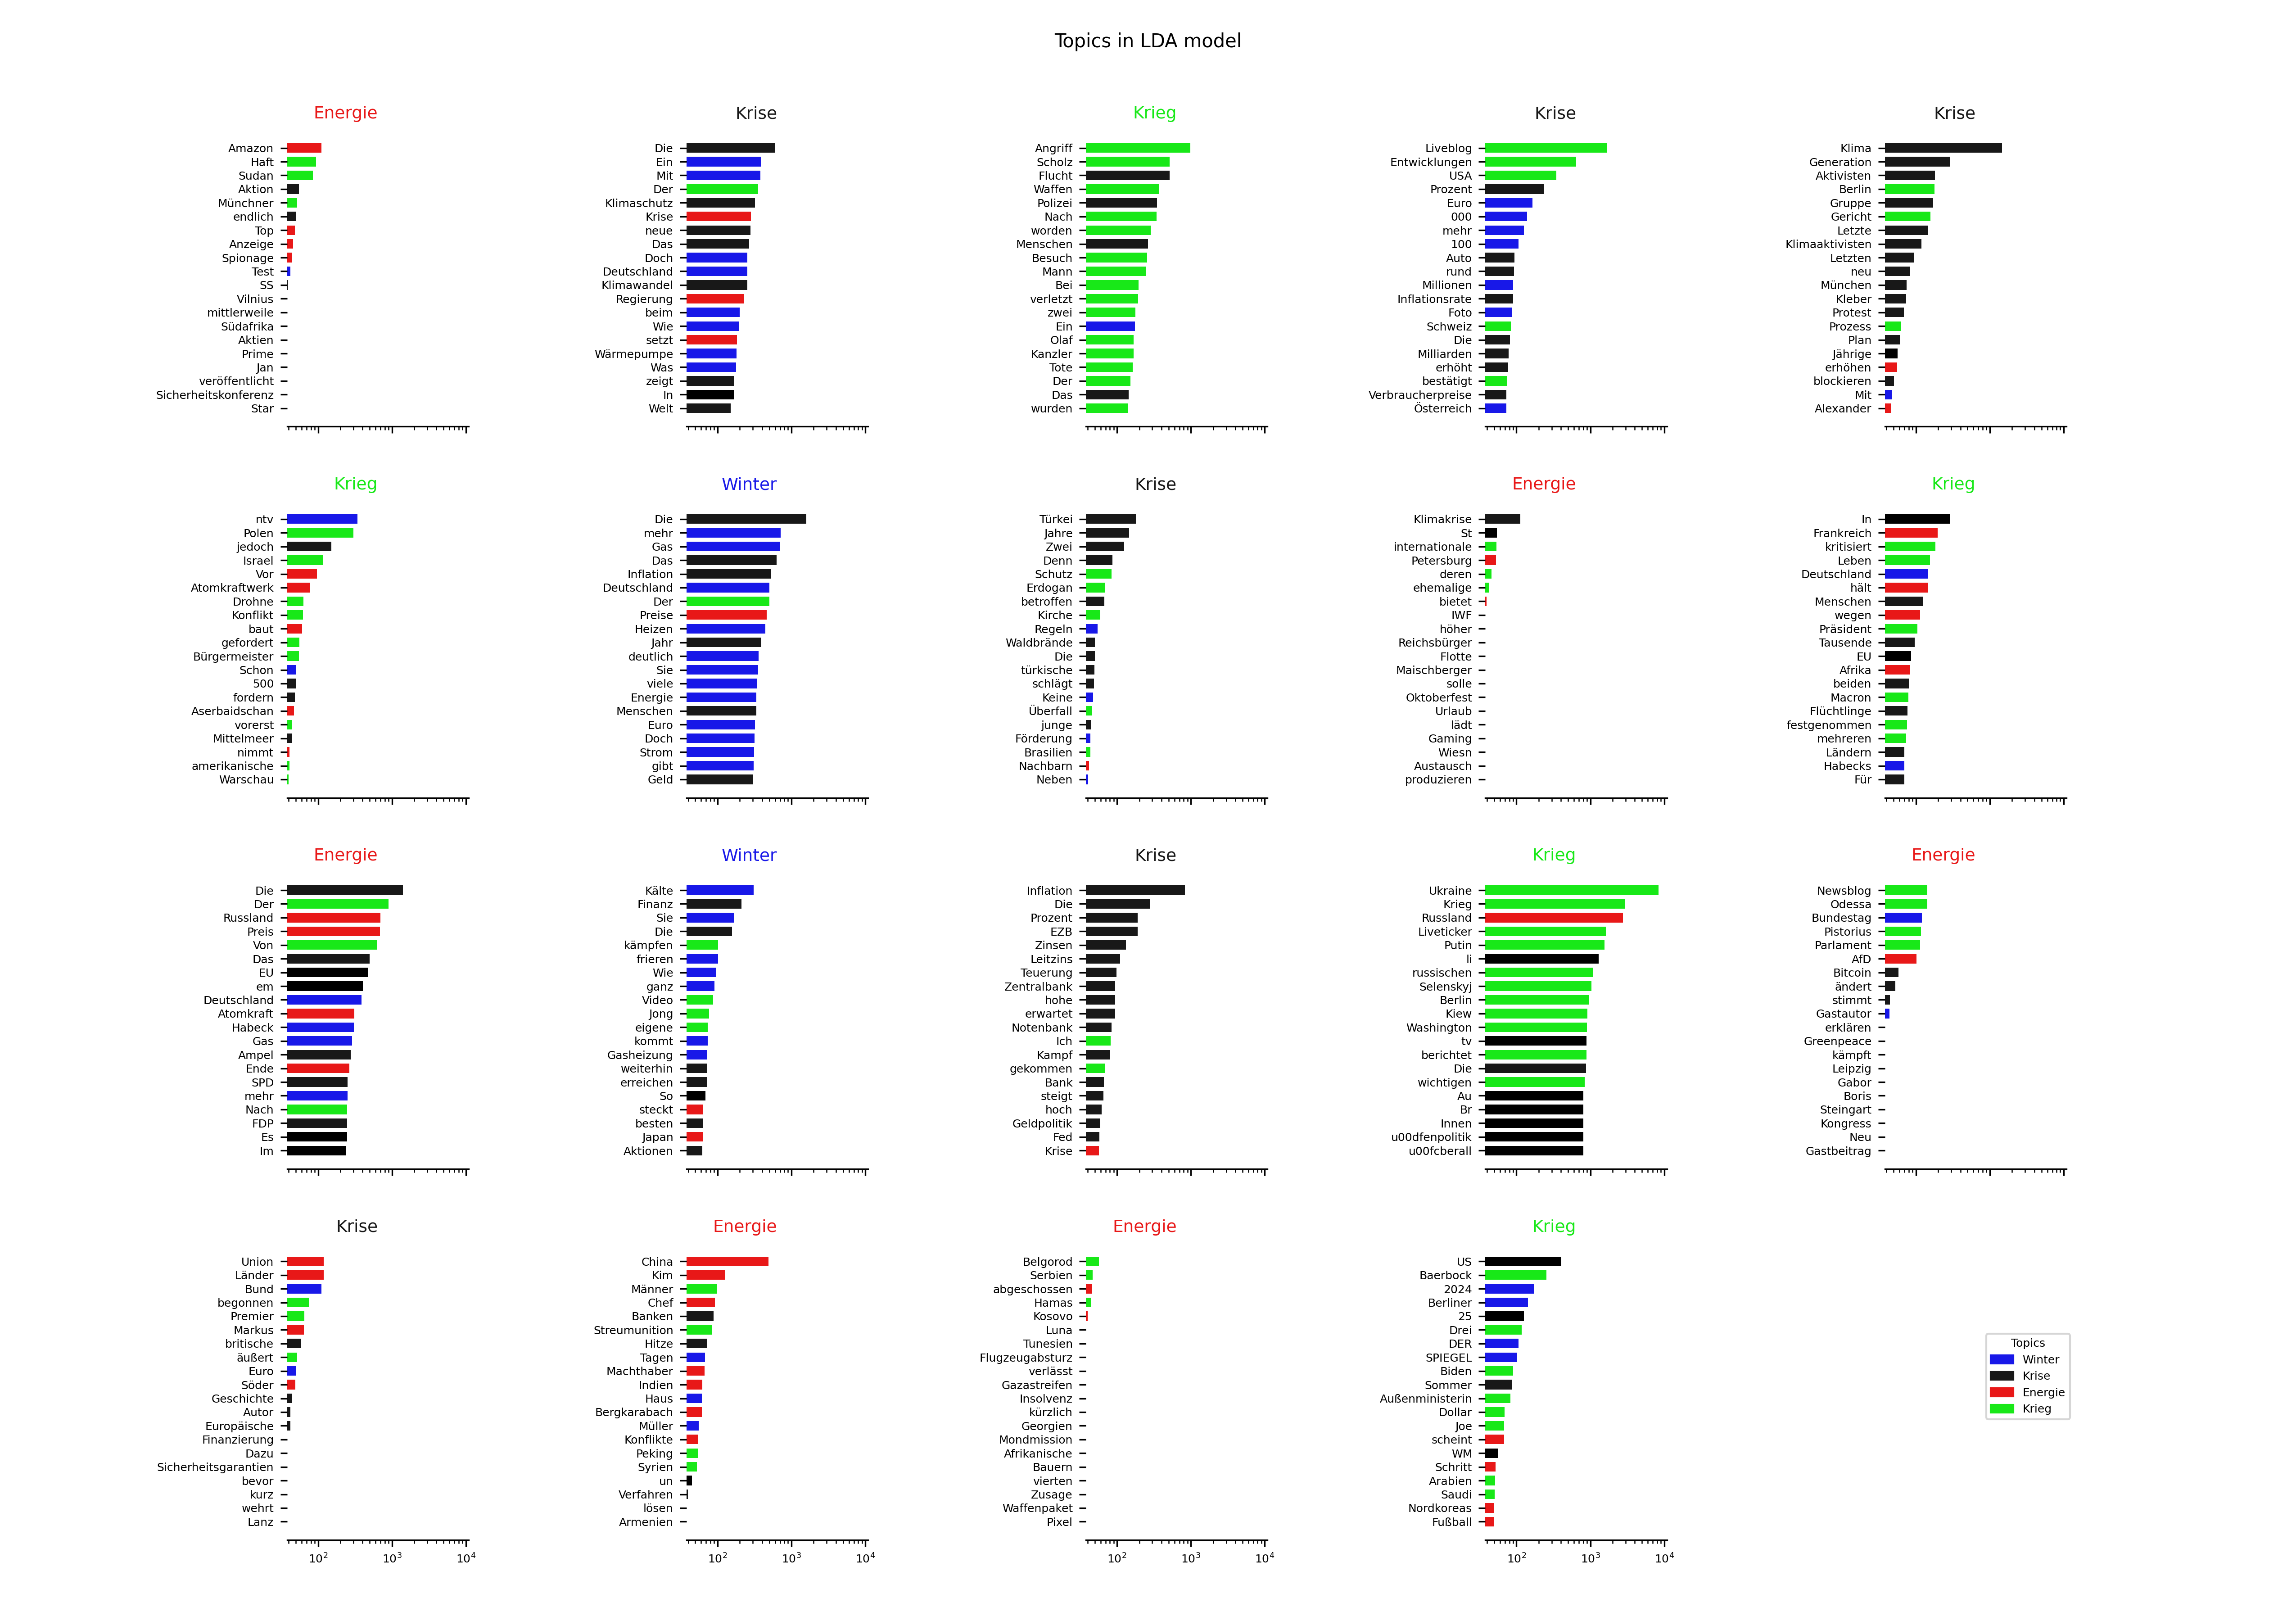 Topics in LDA model
Energie
Amazon
Haft
Sudan
Aktion
Münchner
endlich
Top
Anzeige
Spionage
Test
SS
Vilnius
mittlerweile
Südafrika
Aktien
Prime
Jan
veröffentlicht
Sicherheitskonferenz
Star
Krise
Die
Ein
Mit
Der
Klimaschutz
Krise
neue
Das
Doch
Deutschland
Klimawandel
Regierung
beim
Wie
setzt
Wärmepumpe
Was
zeigt
In
Welt
Krieg
Angriff
Scholz
Flucht
Waffen
Polizei
Nach
worden
Menschen
Besuch
Mann
Bei
verletzt
zwei
Ein
Olaf
Kanzler
Tote
Der
Das
wurden
Krise
Liveblog
Entwicklungen
USA
Prozent
Euro
000
mehr
100
Auto
rund
Millionen
Inflationsrate
Foto
Schweiz
Die
Milliarden
erhöht
bestätigt
Verbraucherpreise
Österreich
Krise
Klima
Generation
Aktivisten
Berlin
Gruppe
Gericht
Letzte
Klimaaktivisten
Letzten
neu
München
Kleber
Protest
Prozess
Plan
Jährige
erhöhen
blockieren
Mit
Alexander
Krieg
ntv
Polen
jedoch
Israel
Vor
Atomkraftwerk
Drohne
Konflikt
baut
gefordert
Bürgermeister
Schon
500
fordern
Aserbaidschan
vorerst
Mittelmeer
nimmt
amerikanische
Warschau
Winter
Die
mehr
Gas
Das
Inflation
Deutschland
Der
Preise
Heizen
Jahr
deutlich
Sie
viele
Energie
Menschen
Euro
Doch
Strom
gibt
Geld
Krise
Türkei
Jahre
Zwei
Denn
Schutz
Erdogan
betroffen
Kirche
Regeln
Waldbrände
Die
türkische
schlägt
Keine
Überfall
junge
Förderung
Brasilien
Nachbarn
Neben
Energie
Klimakrise
St
internationale
Petersburg
deren
ehemalige
bietet
IWF
höher
Reichsbürger
Flotte
Maischberger
solle
Oktoberfest
Urlaub
lädt
Gaming
Wiesn
Austausch
produzieren
Krieg
In
Frankreich
kritisiert
Leben
Deutschland
hält
Menschen
wegen
Präsident
Tausende
EU
Afrika
beiden
Macron
Flüchtlinge
festgenommen
mehreren
Ländern
Habecks
Für
Energie
Die
Der
Russland
Preis
Von
Das
EU
em
Deutschland
Atomkraft
Habeck
Gas
Ampel
Ende
SPD
mehr
Nach
FDP
Es
Im
Winter
Kälte
Finanz
Sie
Die
kämpfen
frieren
Wie
ganz
Video
Jong
eigene
kommt
Gasheizung
weiterhin
erreichen
So
steckt
besten
Japan
Aktionen
Krise
Inflation
Die
Prozent
EZB
Zinsen
Leitzins
Teuerung
Zentralbank
hohe
erwartet
Notenbank
Ich
Kampf
gekommen
Bank
steigt
hoch
Geldpolitik
Fed
Krise
Krieg
Ukraine
Krieg
Russland
Liveticker
Putin
li
russischen
Selenskyj
Berlin
Kiew
Washington
tv
berichtet
Die
wichtigen
Au
Br
Innen
u00dfenpolitik
u00fcberall
Energie
Newsblog
Odessa
Bundestag
Pistorius
Parlament
AfD
Bitcoin
ändert
stimmt
Gastautor
erklären
Greenpeace
kämpft
Leipzig
Gabor
Boris
Steingart
Kongress
Neu
Gastbeitrag
Krise
Union
Länder
Bund
begonnen
Premier
Markus
britische
äußert
Euro
Söder
Geschichte
Autor
Europäische
Finanzierung
Dazu
Sicherheitsgarantien
bevor
kurz
wehrt
Lanz
10² 10³ 10⁴
Energie
China
Kim
Männer
Chef
Banken
Streumunition
Hitze
Tagen
Machthaber
Indien
Haus
Bergkarabach
Müller
Konflikte
Peking
Syrien
un
Verfahren
lösen
Armenien
10² 10³ 10⁴
Energie
Belgorod
Serbien
abgeschossen
Hamas
Kosovo
Luna
Tunesien
Flugzeugabsturz
verlässt
Gazastreifen
Insolvenz
kürzlich
Georgien
Mondmission
Afrikanische
Bauern
vierten
Zusage
Waffenpaket
Pixel
10² 10³ 10⁴
Krieg
US
Baerbock
2024
Berliner
25
Drei
DER
SPIEGEL
Biden
Sommer
Außenministerin
Dollar
Joe
scheint
WM
Schritt
Arabien
Saudi
Nordkoreas
Fußball
10² 10³ 10⁴
Topics
Winter
Krise
Energie
Krieg